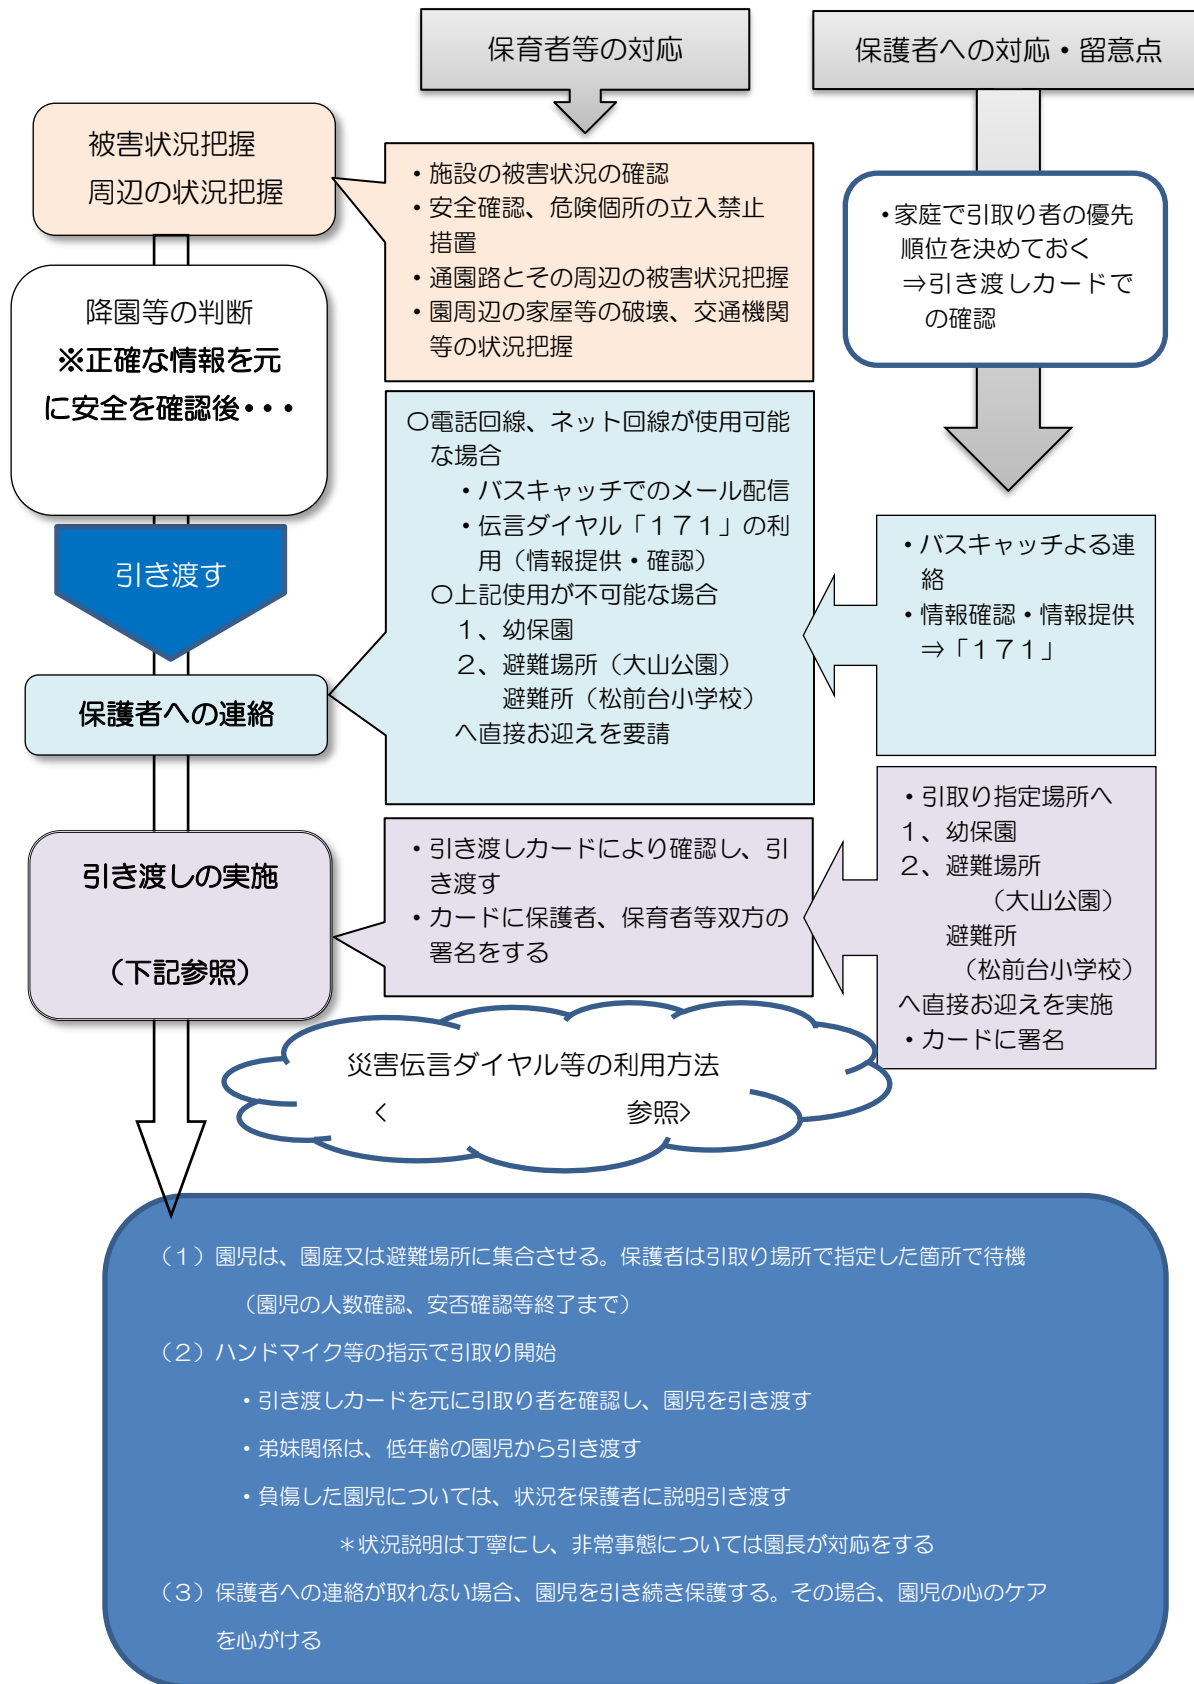 保育者等の対応
保護者への対応・留意点
被害状況把握
周辺の状況把握
・施設の被害状況の確認
・安全確認、危険個所の立入禁止
措置
・通園路とその周辺の被害状況把握
・園周辺の家屋等の破壊、交通機関
等の状況把握
・家庭で引取り者の優先
順位を決めておく
⇒引き渡しカードで
の確認
降園等の判断
※正確な情報を元
に安全を確認後・・・
引き渡す
保護者への連絡
〇電話回線、ネット回線が使用可能
な場合
・バスキャッチでのメール配信
・伝言ダイヤル「１７１」の利
用（情報提供・確認）
〇上記使用が不可能な場合
１、幼保園
２、避難場所（大山公園）
避難所（松前台小学校）
へ直接お迎えを要請
・バスキャッチよる連
絡
・情報確認・情報提供
⇒「１７１」
引き渡しの実施
（下記参照）
・引き渡しカードにより確認し、引
き渡す
・カードに保護者、保育者等双方の
署名をする
・引取り指定場所へ
１、幼保園
２、避難場所
（大山公園）
避難所
（松前台小学校）
へ直接お迎えを実施
・カードに署名
災害伝言ダイヤル等の利用方法
＜　　　　　　　　　参照＞
（１）園児は、園庭又は避難場所に集合させる。保護者は引取り場所で指定した箇所で待機
（園児の人数確認、安否確認等終了まで）
（２）ハンドマイク等の指示で引取り開始
・引き渡しカードを元に引取り者を確認し、園児を引き渡す
・弟妹関係は、低年齢の園児から引き渡す
・負傷した園児については、状況を保護者に説明引き渡す
＊状況説明は丁寧にし、非常事態については園長が対応をする
（３）保護者への連絡が取れない場合、園児を引き続き保護する。その場合、園児の心のケア
を心がける